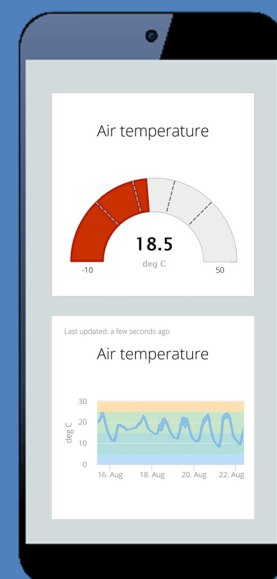 Air temperature
18.5
deg C
-10 50
Last updated: a few seconds ago
Air temperature
30
20
10
0
deg C
16. Aug 18. Aug 20. Aug 22. Aug